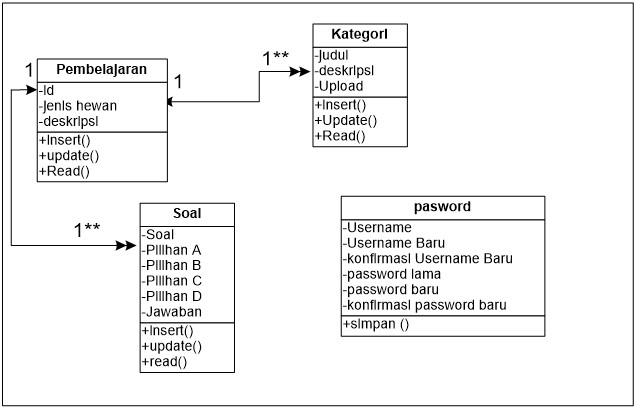 Kategori
-judul
-deskripsi
-Upload
+Insert()
+Update()
+Read()
1**
1
1
Pembelajaran
-Id
-jenis hewan
-deskripsi
+Insert()
+update()
+Read()
1**
Soal
-Soal
-Pilihan A
-Pilihan B
-Pilihan C
-Pilihan D
-Jawaban
+Insert()
+update()
+read()
pasword
-Username
-Username Baru
-konfirmasi Username Baru
-password lama
-password baru
-konfirmasi password baru
+simpan ()